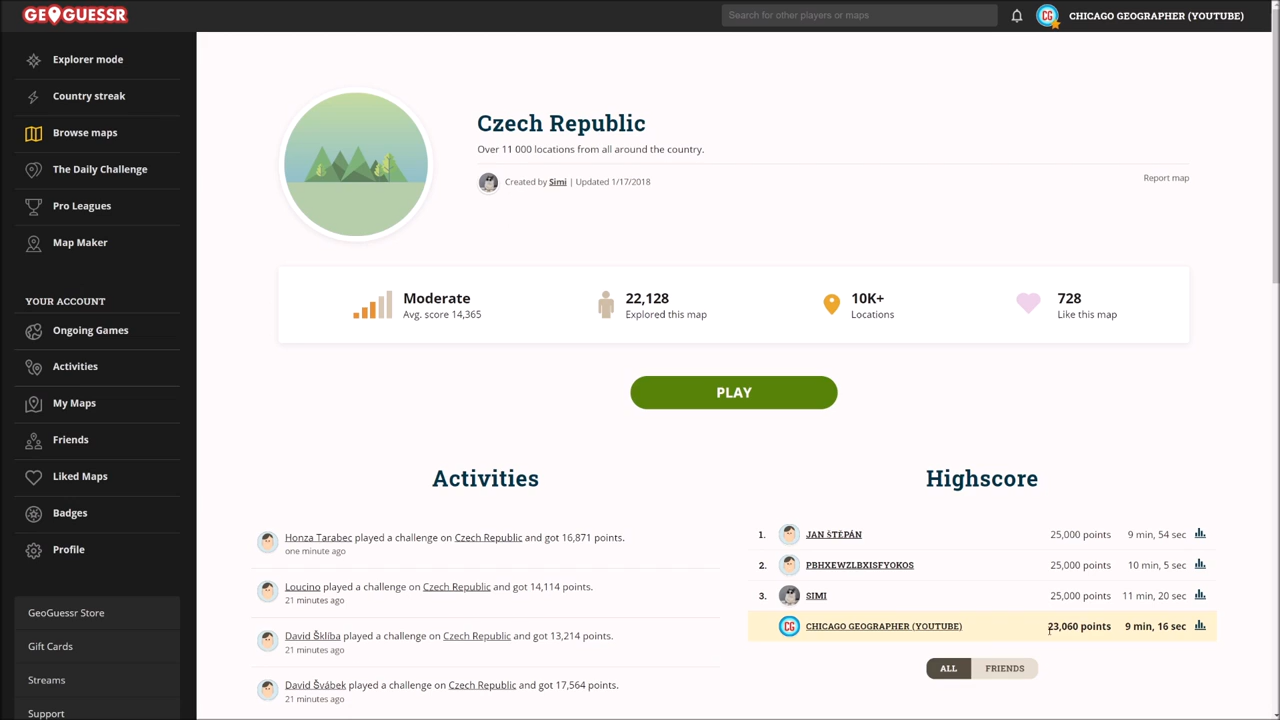 GEOGUESSR
Search for other players or maps
CG
CHICAGO GEOGRAPHER (YOUTUBE)
Explorer mode
Country streak
Browse maps
The Daily Challenge
Pro Leagues
Map Maker
YOUR ACCOUNT
Ongoing Games
Activities
My Maps
Friends
Liked Maps
Badges
Profile
GeoGuessr Store
Gift Cards
Streams
Support
Czech Republic
Over 11 000 locations from all around the country.
Created by Simi | Updated 1/17/2018
Report map
Moderate
Avg. score 14,365
22,128
Explored this map
10K+
Locations
728
Like this map
PLAY
Activities
Honza Tarabec played a challenge on Czech Republic and got 16,871 points.
one minute ago
Loucino played a challenge on Czech Republic and got 14,114 points.
21 minutes ago
David Škliba played a challenge on Czech Republic and got 13,214 points.
21 minutes ago
David Švábek played a challenge on Czech Republic and got 17,564 points.
21 minutes ago
Highscore
1. JAN ŠTĚPÁN 25,000 points 9 min, 54 sec
2. PBHXEWZLBXISFYOKOS 25,000 points 10 min, 5 sec
3. SIMI 25,000 points 11 min, 20 sec
CG CHICAGO GEOGRAPHER (YOUTUBE) 23,060 points 9 min, 16 sec
ALL FRIENDS